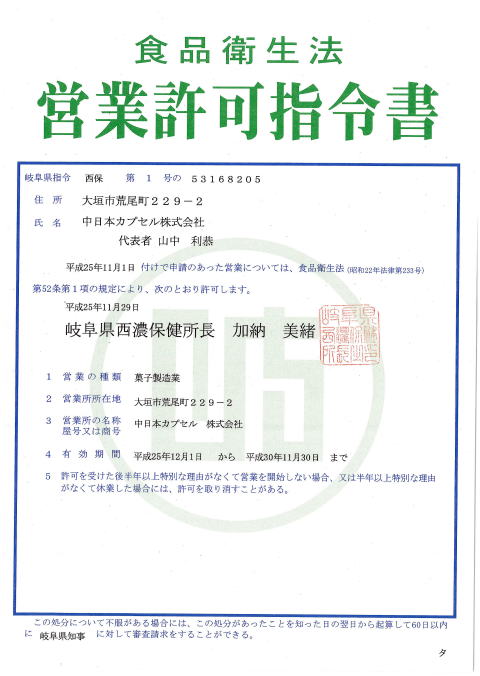 食品衛生法
営業許可指令書
岐阜県指令 西保 第 1 号の 53168205
住所 大垣市荒尾町229-2
氏名 中日本カプセル株式会社
代表者 山中 利恭
平成25年11月1日 付けで申請のあった営業については、食品衛生法(昭和22年法律第233号)
第52条第1項の規定により、次のとおり許可します。
平成25年11月29日
岐阜県西濃保健所長 加納 美緒
1 営業の種類 菓子製造業
2 営業所所在地 大垣市荒尾町229-2
3 営業所の名称 中日本カプセル 株式会社
屋号又は商号
4 有効期間 平成25年12月1日 から 平成30年11月30日 まで
5 許可を受けた後半年以上特別な理由がなくて営業を開始しない場合、又は半年以上特別な理由
がなくて休業した場合には、許可を取り消すことがある。
この処分について不服がある場合には、この処分があったことを知った日の翌日から起算して60日以内
に 岐阜県知事 に対して審査請求をすることができる。
タ